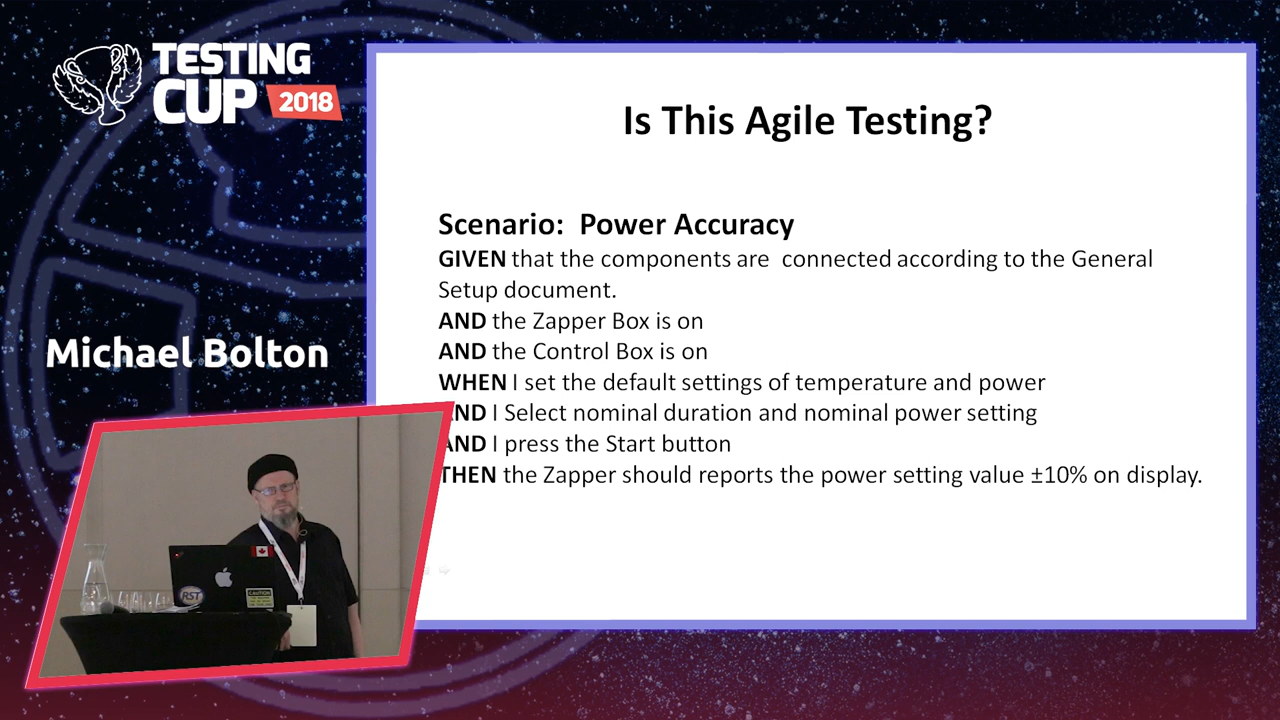 TESTING
CUP 2018
Michael Bolton
Is This Agile Testing?
Scenario: Power Accuracy
GIVEN that the components are connected according to the General
Setup document.
AND the Zapper Box is on
AND the Control Box is on
WHEN I set the default settings of temperature and power
AND I Select nominal duration and nominal power setting
AND I press the Start button
THEN the Zapper should reports the power setting value ±10% on display.
RST
CAUTION